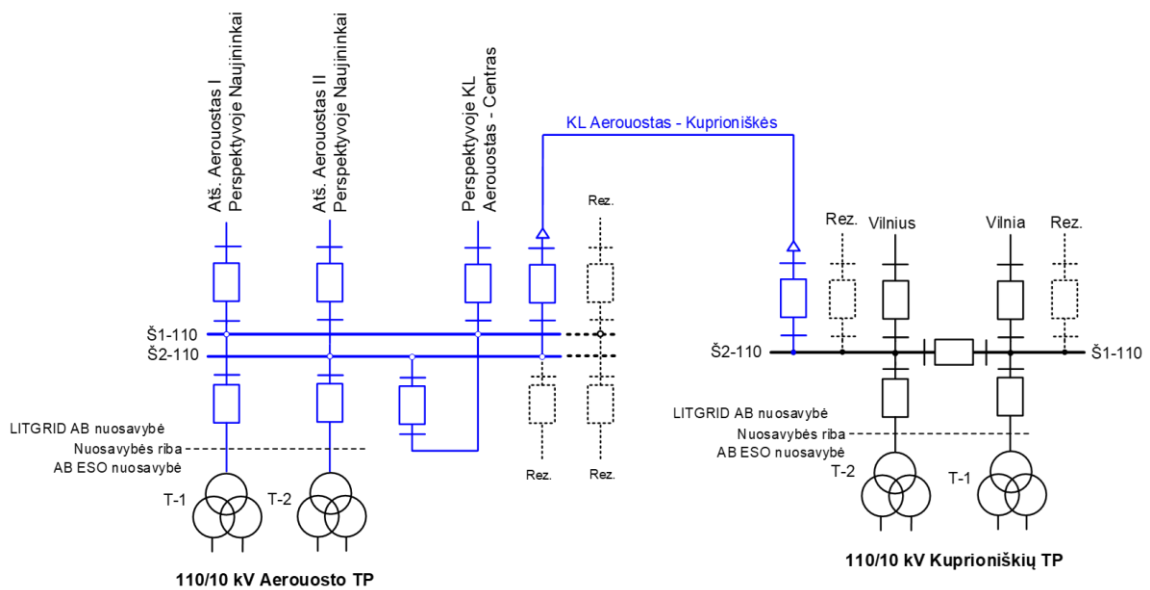 Atš. Aerouostas I
Perspektyvoje Naujininkai
Atš. Aerouostas II
Perspektyvoje Naujininkai
Perspektyvoje KL
Aerouostas - Centras
KL Aerouostas - Kuprioniškės
Rez.
Rez.
Vilnius
Vilnia
Rez.
Š1-110
Š2-110
Š2-110
Š1-110
LITGRID AB nuosavybė
Nuosavybės riba
AB ESO nuosavybė
LITGRID AB nuosavybė
Nuosavybės riba
AB ESO nuosavybė
Rez.
Rez.
T-1
T-2
T-2
T-1
110/10 kV Aerouosto TP
110/10 kV Kuprioniškių TP